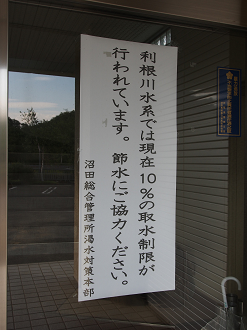 利根川水系では現在10％の取水制限が
行われています。節水にご協力ください。
沼田総合管理所渇水対策本部